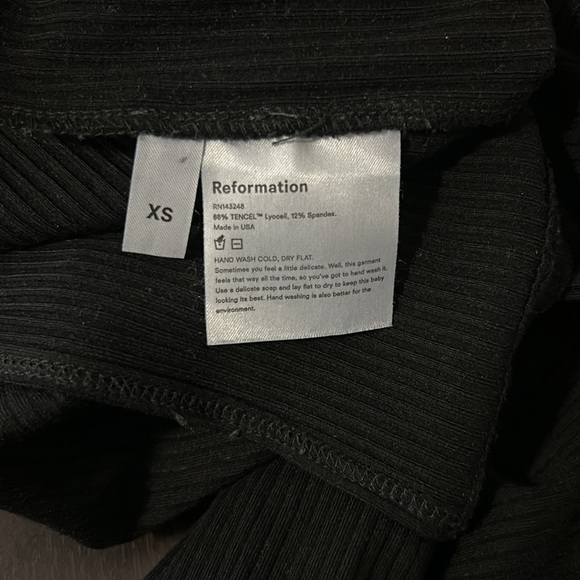 XS
Reformation
RN143248
88% TENCEL™ Lyocell, 12% Spandex.
Made in USA
HAND WASH COLD, DRY FLAT.
Sometimes you feel a little delicate. Well, this garment
feels that way all the time, so you've got to hand wash it.
Use a delicate soap and lay flat to dry to keep this baby
looking its best. Hand washing is also better for the
environment.